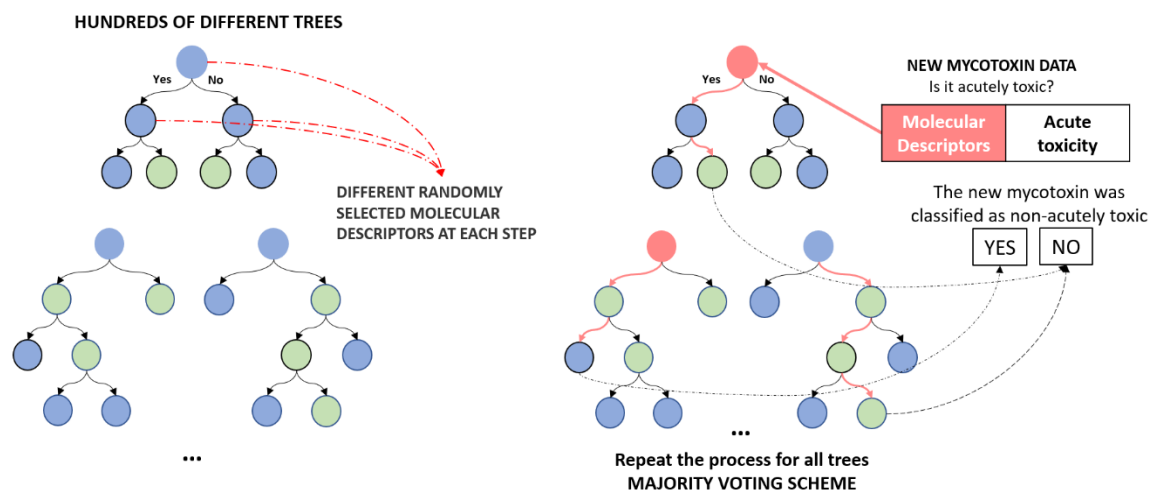 HUNDREDS OF DIFFERENT TREES
Yes
No
DIFFERENT RANDOMLY
SELECTED MOLECULAR
DESCRIPTORS AT EACH STEP
...
Yes
No
NEW MYCOTOXIN DATA
Is it acutely toxic?
Molecular
Descriptors
Acute
toxicity
The new mycotoxin was
classified as non-acutely toxic
YES
NO
...
Repeat the process for all trees
MAJORITY VOTING SCHEME